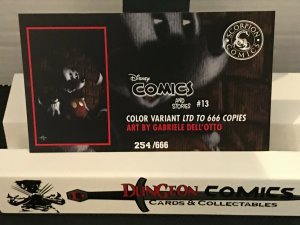 SCORPION
COMICS
Disney
COMICS
AND
STORIES
#13
COLOR VARIANT LTD TO 666 COPIES
ART BY GABRIELE DELL'OTTO
254/666
DUNGEON COMICS
CARDS & COLLECTABLES